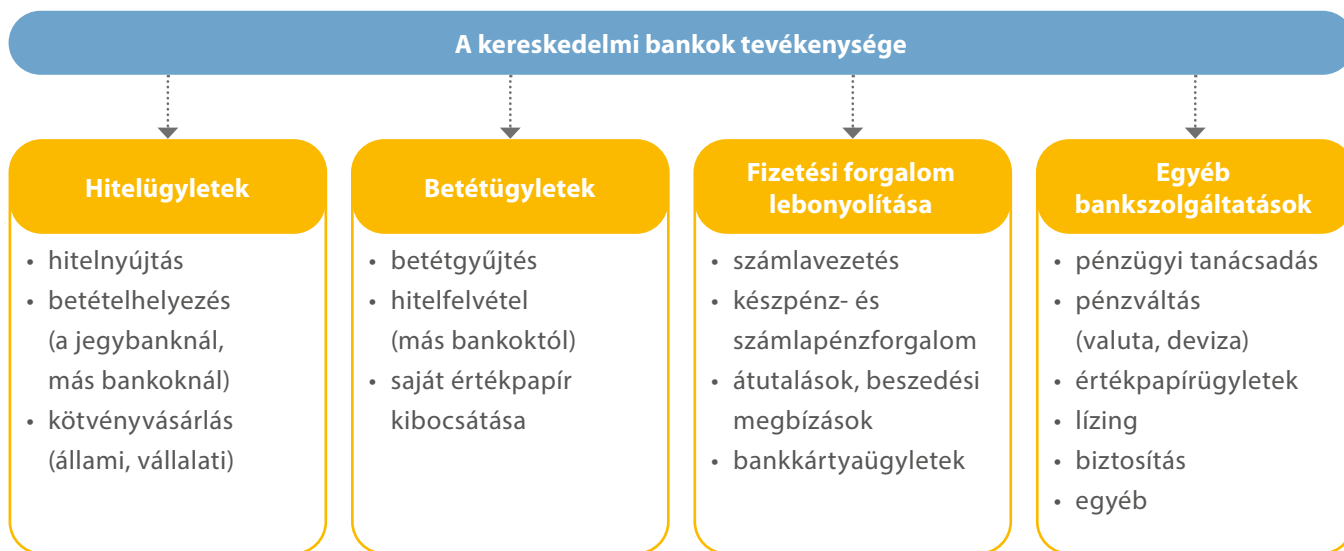 A kereskedelmi bankok tevékenysége
Hitelügyletek
• hitelnyújtás
• betételhelyezés
(a jegybanknál,
más bankoknál)
• kötvényvásárlás
(állami, vállalati)
Betétügyletek
• betétgyűjtés
• hitelfelvétel
(más bankoktól)
• saját értékpapír
kibocsátása
Fizetési forgalom
lebonyolítása
• számlavezetés
• készpénz- és
számlapénzforgalom
• átutalások, beszedési
megbízások
• bankkártyaügyletek
Egyéb
bankszolgáltatások
• pénzügyi tanácsadás
• pénzváltás
(valuta, deviza)
• értékpapírügyletek
• lízing
• biztosítás
• egyéb